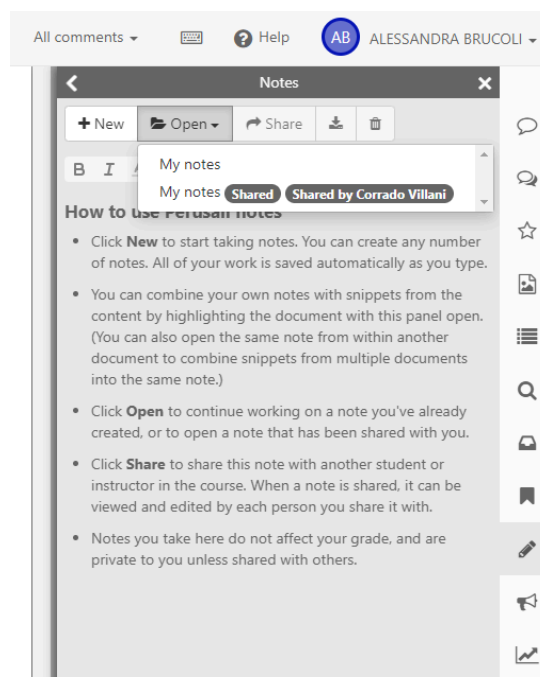 All comments Help AB ALESSANDRA BRUCOLI
Notes
New Open Share
B I
My notes
My notes Shared Shared by Corrado Villani
How to use Perusall notes
Click New to start taking notes. You can create any number
of notes. All of your work is saved automatically as you type.
You can combine your own notes with snippets from the
content by highlighting the document with this panel open.
(You can also open the same note from within another
document to combine snippets from multiple documents
into the same note.)
Click Open to continue working on a note you've already
created, or to open a note that has been shared with you.
Click Share to share this note with another student or
instructor in the course. When a note is shared, it can be
viewed and edited by each person you share it with.
Notes you take here do not affect your grade, and are
private to you unless shared with others.